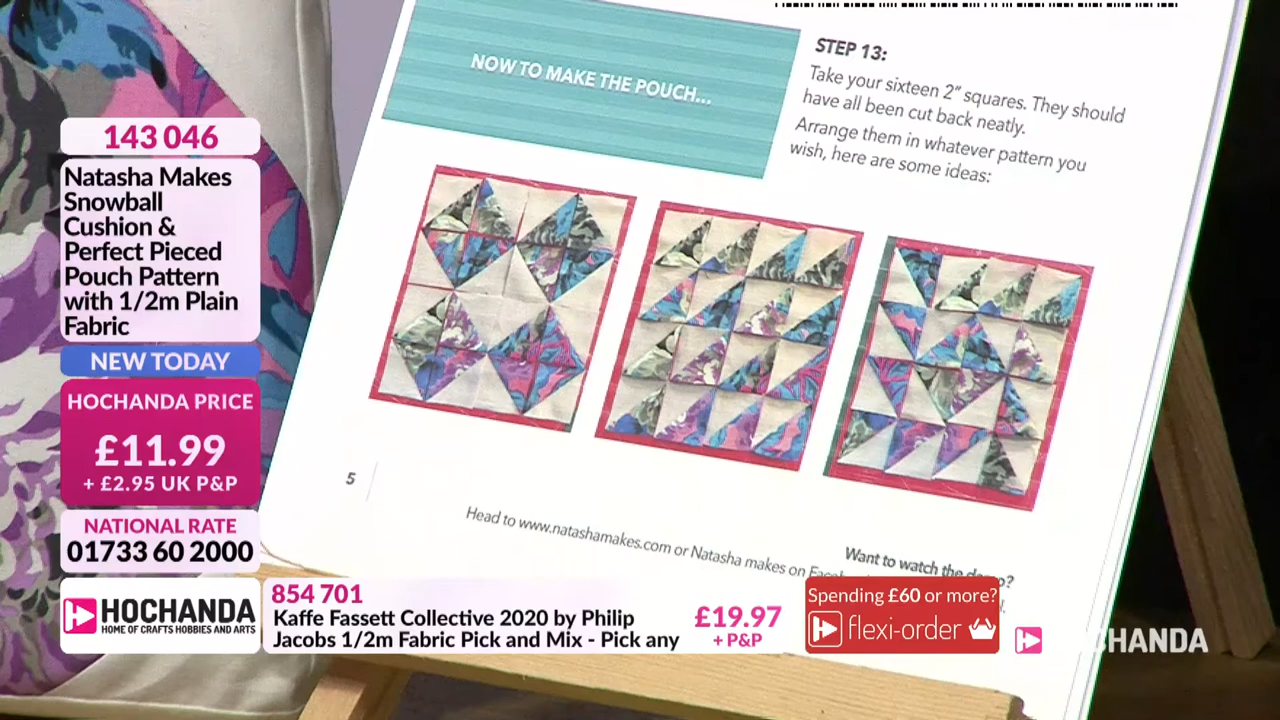 NOW TO MAKE THE POUCH...
STEP 13:
Take your sixteen 2" squares. They should
have all been cut back neatly.
Arrange them in whatever pattern you
wish, here are some ideas:
5
Head to www.natashamakes.com or Natasha makes on
Want to watch the
143 046
Natasha Makes
Snowball
Cushion &
Perfect Pieced
Pouch Pattern
with 1/2m Plain
Fabric
NEW TODAY
HOCHANDA PRICE
£11.99
+ £2.95 UK P&P
NATIONAL RATE
01733 60 2000
HOCHANDA
HOME OF CRAFTS HOBBIES AND ARTS
854 701
Kaffe Fassett Collective 2020 by Philip
Jacobs 1/2m Fabric Pick and Mix - Pick any
£19.97
+ P&P
Spending £60 or more?
flexi-order
HOCHANDA